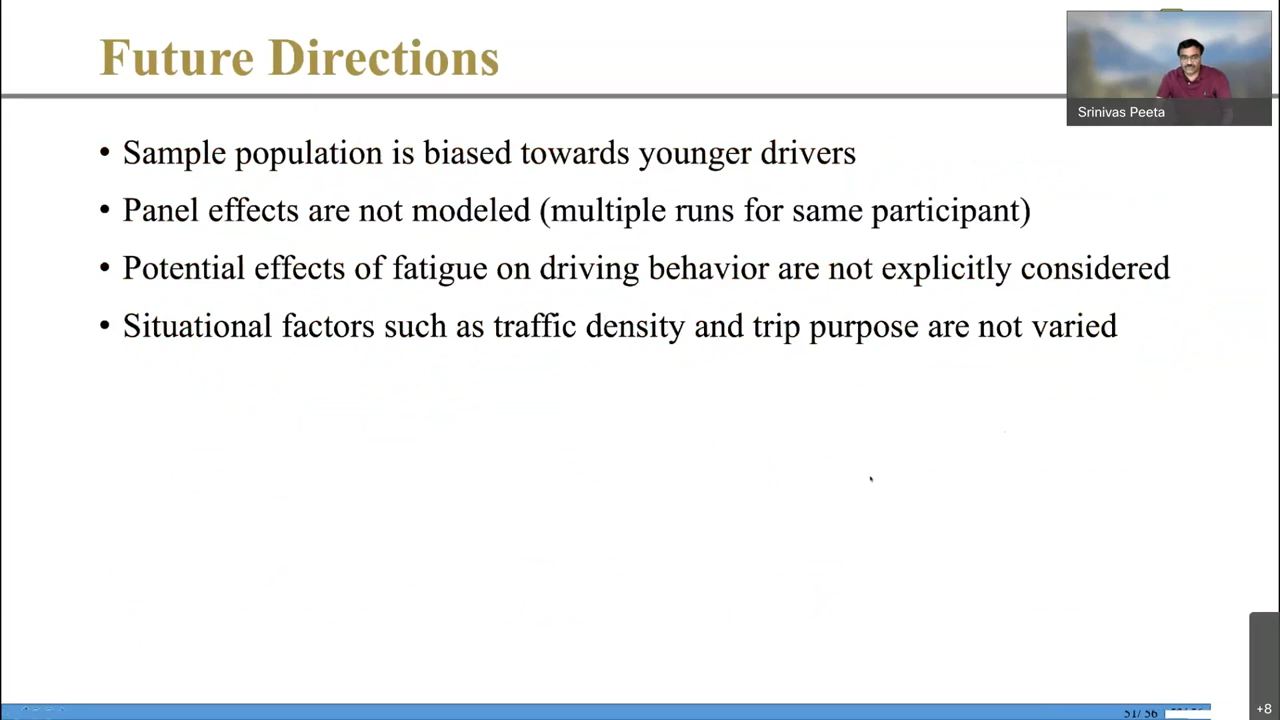 Future Directions
Srinivas Peeta
• Sample population is biased towards younger drivers
• Panel effects are not modeled (multiple runs for same participant)
• Potential effects of fatigue on driving behavior are not explicitly considered
• Situational factors such as traffic density and trip purpose are not varied
51/ 56
+8